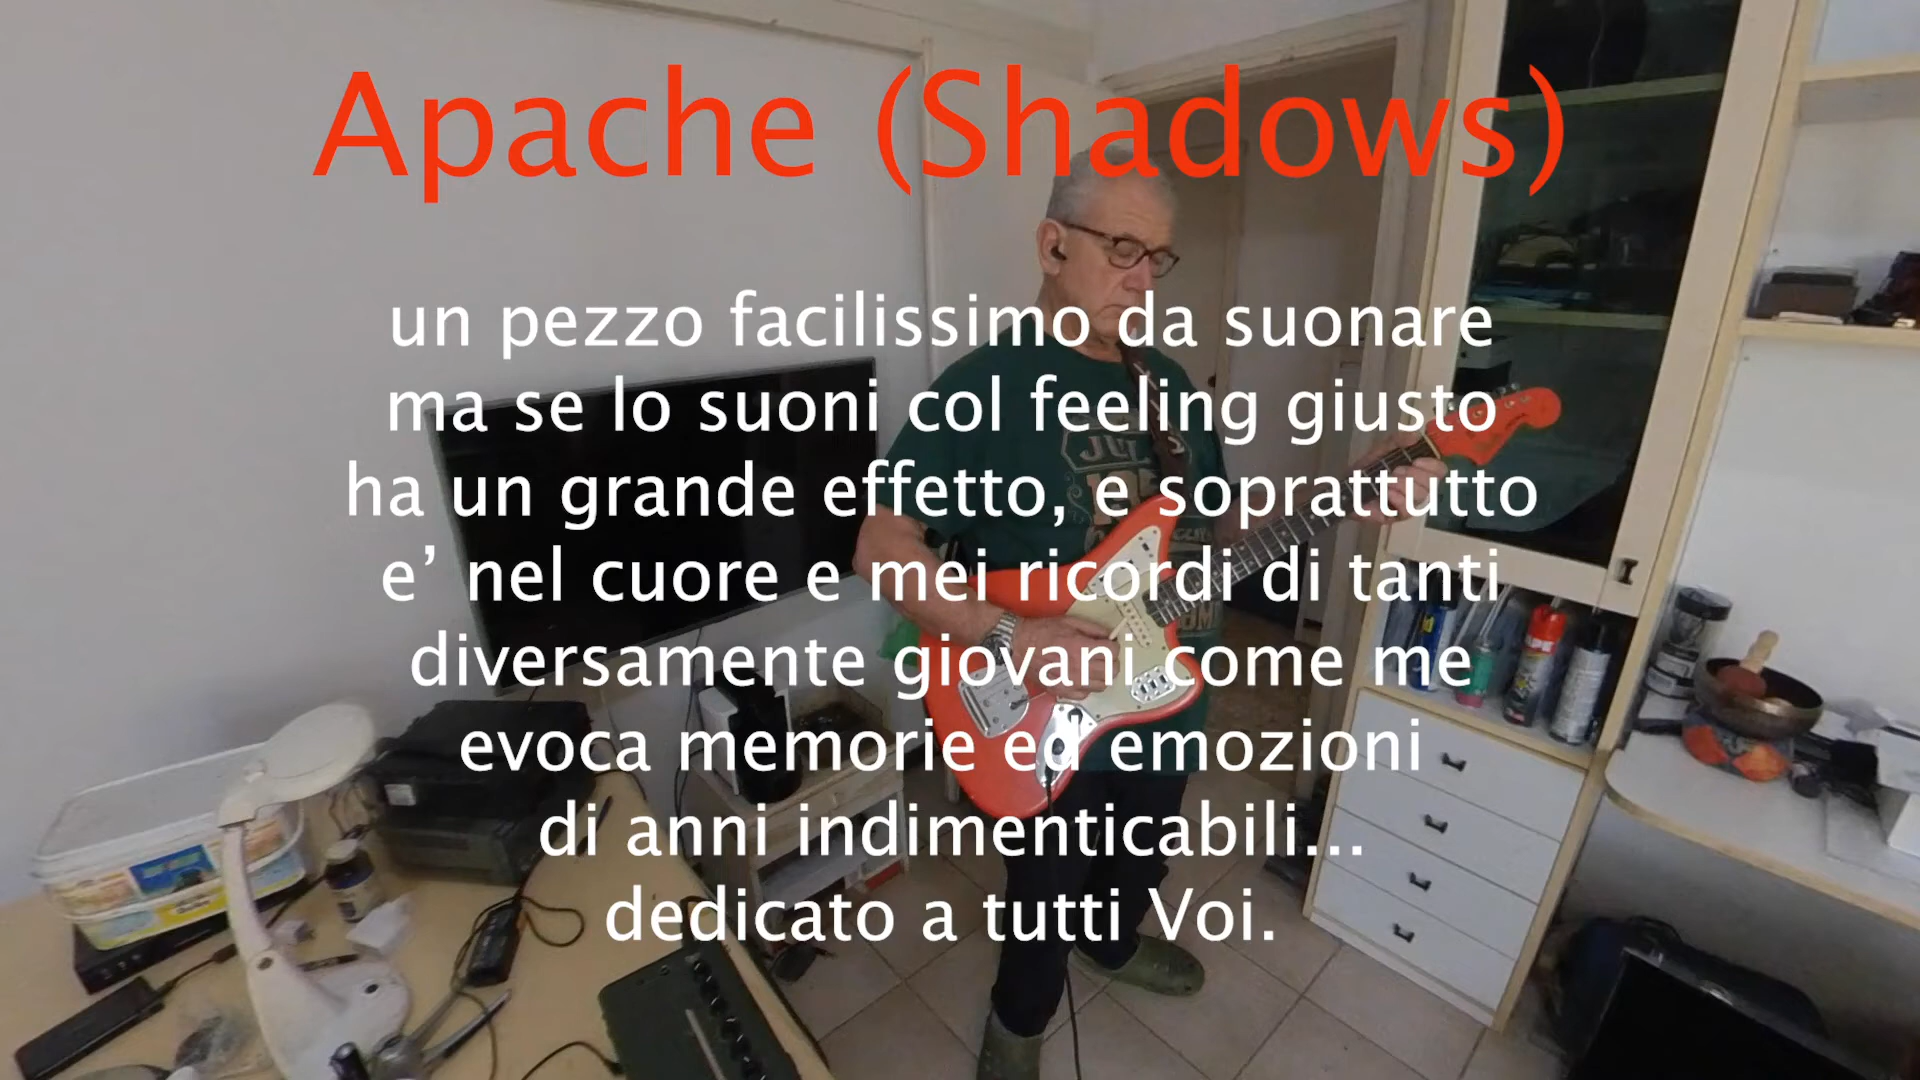 Apache (Shadows)
un pezzo facilissimo da suonare
ma se lo suoni col feeling giusto
ha un grande effetto, e soprattutto
e’ nel cuore e mei ricordi di tanti
diversamente giovani come me
evoca memorie ed emozioni
di anni indimenticabili...
dedicato a tutti Voi.